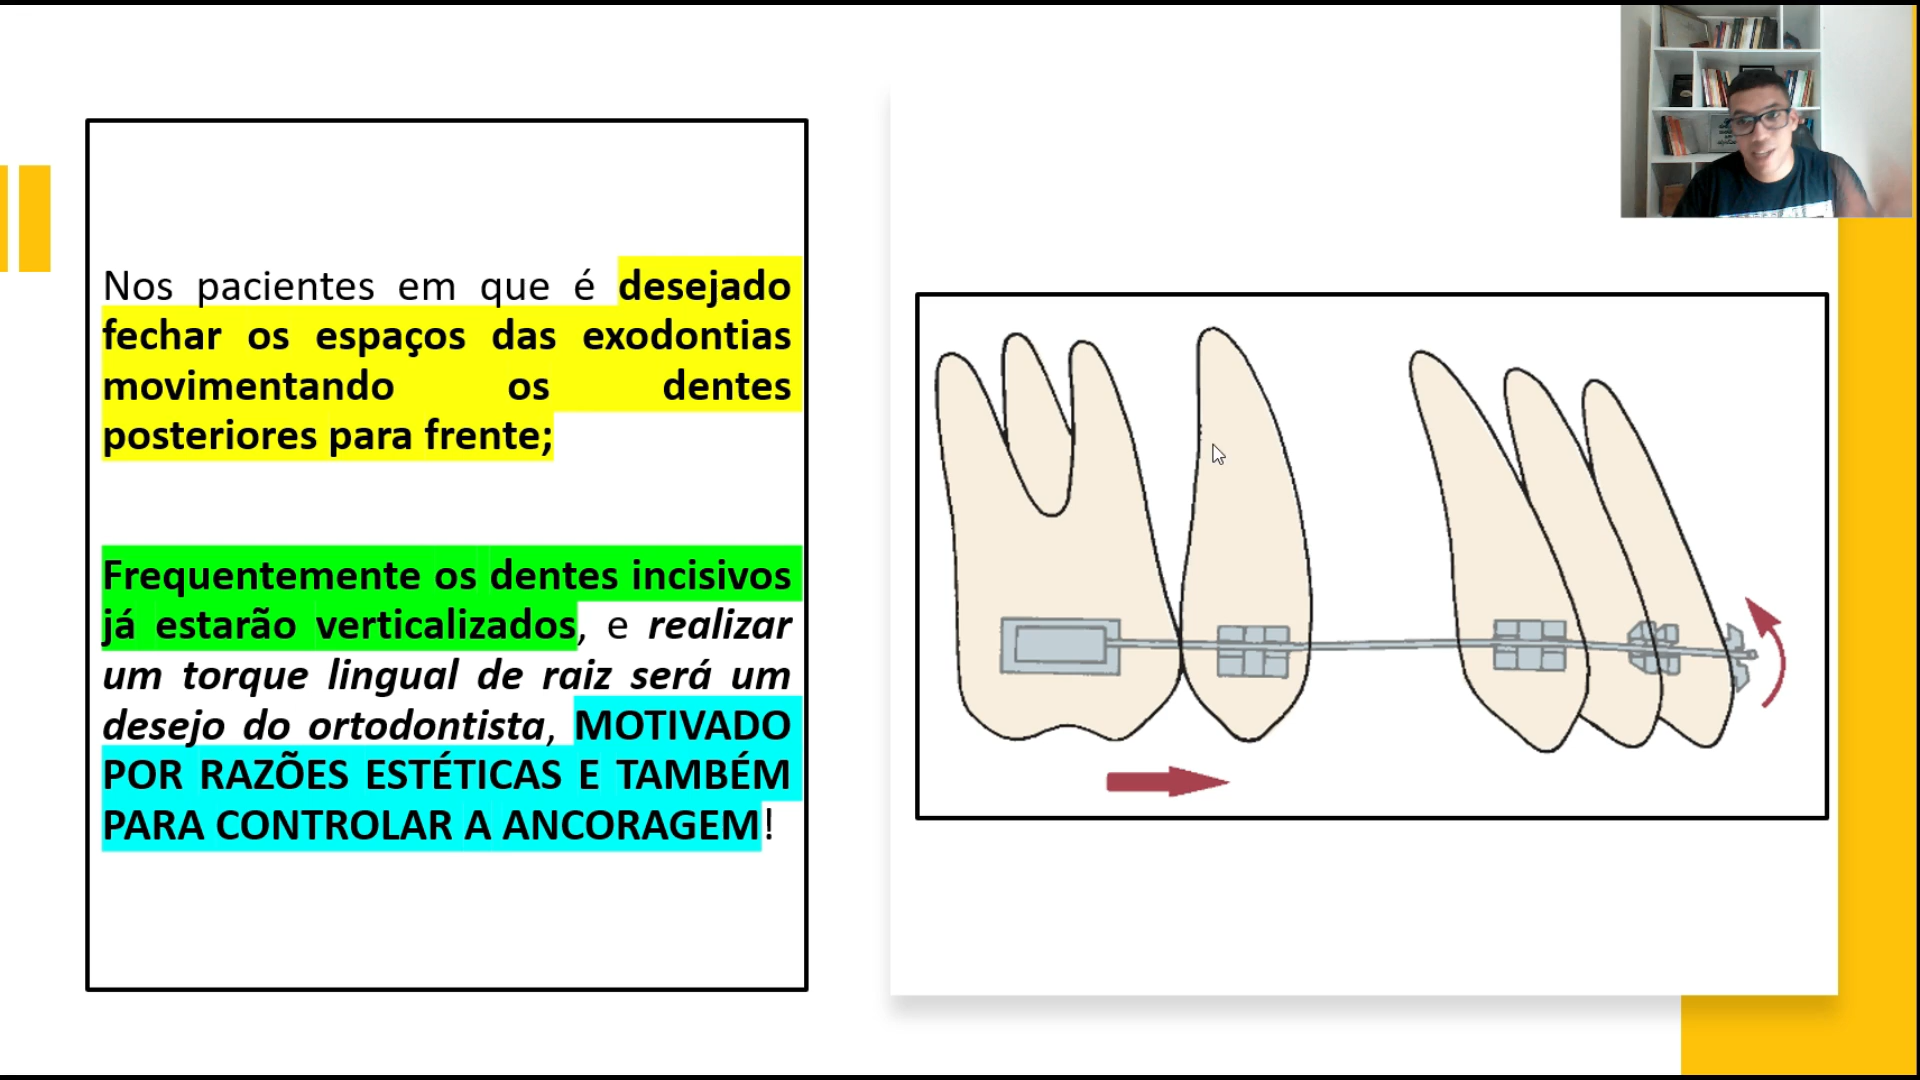 Nos pacientes em que é desejado
fechar os espaços das exodontias
movimentando os dentes
posteriores para frente;
Frequentemente os dentes incisivos
já estarão verticalizados, e realizar
um torque lingual de raiz será um
desejo do ortodontista, MOTIVADO
POR RAZÕES ESTÉTICAS E TAMBÉM
PARA CONTROLAR A ANCORAGEM!